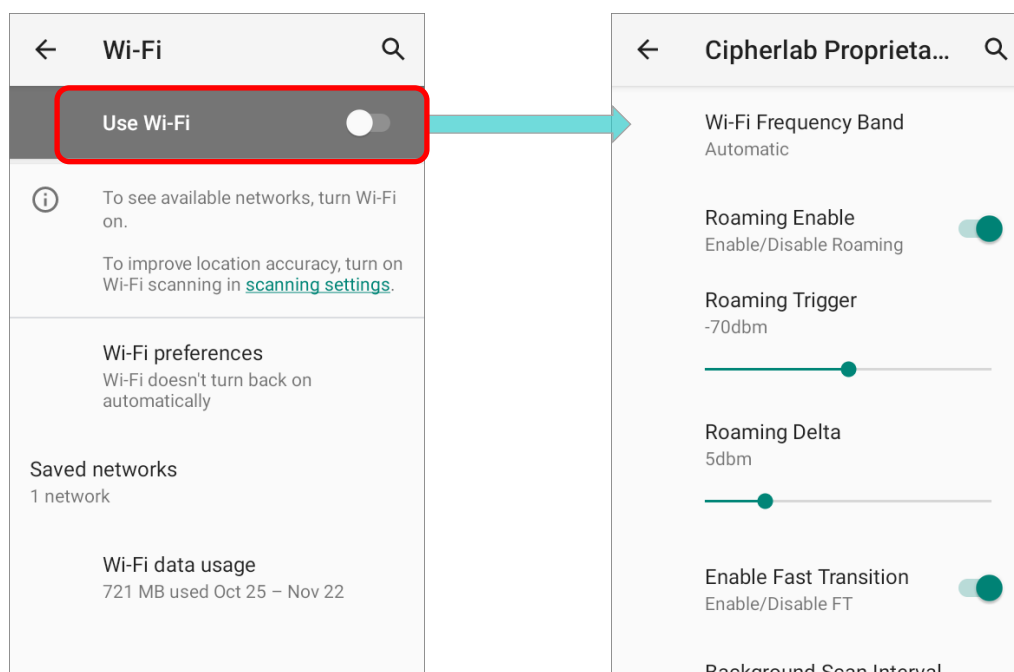 Wi-Fi
Use Wi-Fi
To see available networks, turn Wi-Fi
on.
To improve location accuracy, turn on
Wi-Fi scanning in scanning settings.
Wi-Fi preferences
Wi-Fi doesn't turn back on
automatically
Saved networks
1 network
Wi-Fi data usage
721 MB used Oct 25 – Nov 22
Cipherlab Proprieta...
Wi-Fi Frequency Band
Automatic
Roaming Enable
Enable/Disable Roaming
Roaming Trigger
-70dbm
Roaming Delta
5dbm
Enable Fast Transition
Enable/Disable FT
Background Scan Interval